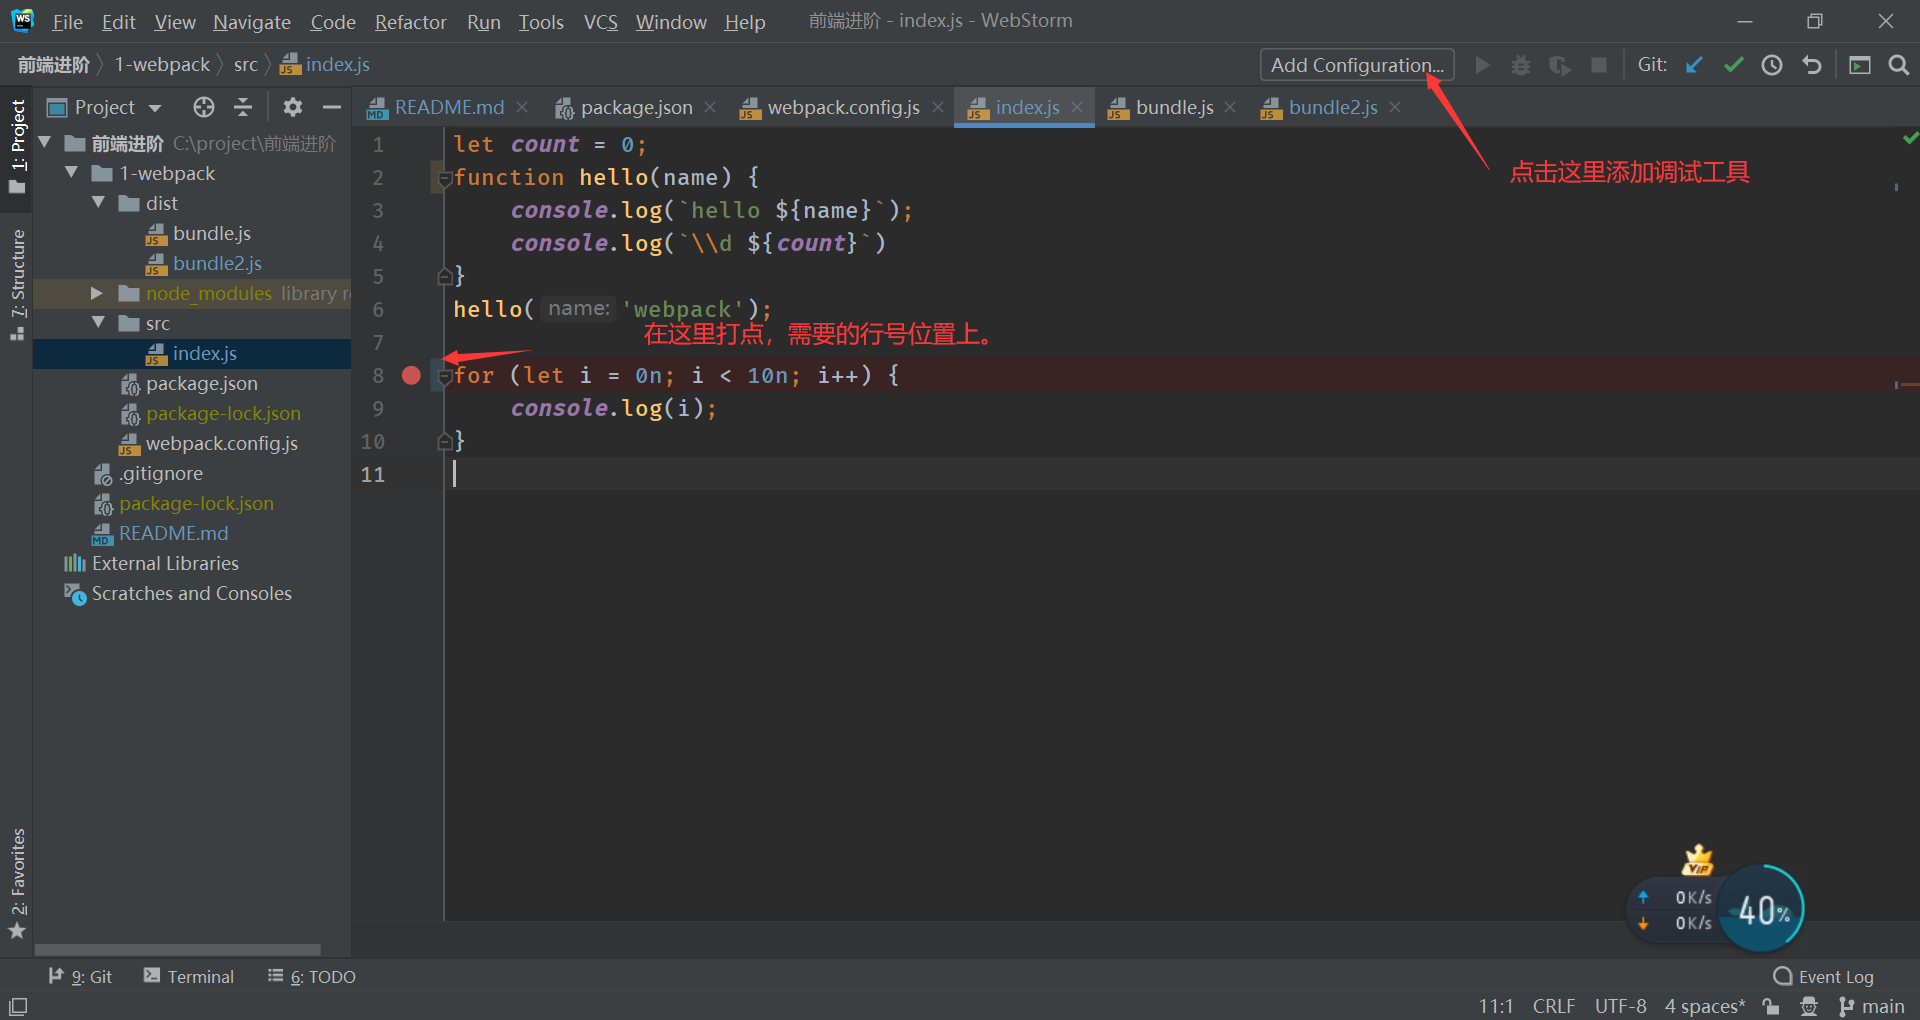 File Edit View Navigate Code Refactor Run Tools VCS Window Help 前端进阶 - index.js - WebStorm
前端进阶 1-webpack src index.js Add Configuration... Git:
1: Project
7: Structure
2: Favorites
Project
前端进阶 C:\project\前端进阶
1-webpack
dist
bundle.js
bundle2.js
node_modules library r
src
index.js
package.json
package-lock.json
webpack.config.js
.gitignore
package-lock.json
README.md
External Libraries
Scratches and Consoles
README.md package.json webpack.config.js index.js bundle.js bundle2.js
1 let count = 0;
2 function hello(name) {
点击这里添加调试工具
3 console.log(`hello ${name}`);
4 console.log(`\\d ${count}`)
5 }
6 hello( name: 'webpack');
在这里打点，需要的行号位置上。
7
8 for (let i = 0n; i < 10n; i++) {
9 console.log(i);
10 }
11
VIP
0K/s
0K/s
40%
9: Git Terminal 6: TODO Event Log
11:1 CRLF UTF-8 4 spaces* main